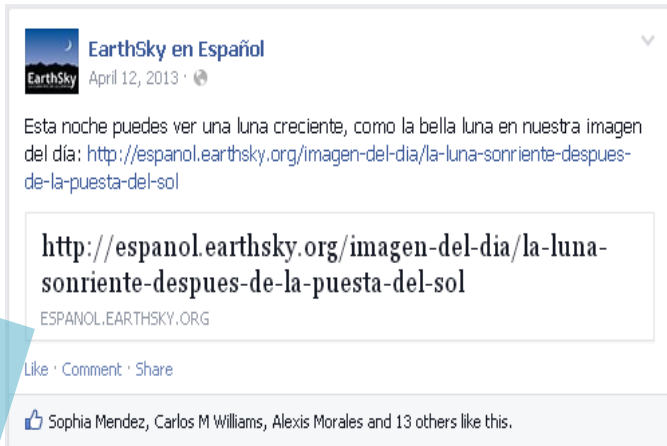 EarthSky en Español
EarthSky
April 12, 2013 ·
Esta noche puedes ver una luna creciente, como la bella luna en nuestra imagen
del día: http://espanol.earthsky.org/imagen-del-dia/la-luna-sonriente-despues-
de-la-puesta-del-sol
http://espanol.earthsky.org/imagen-del-dia/la-luna-
sonriente-despues-de-la-puesta-del-sol
ESPANOL.EARTHSKY.ORG
Like · Comment · Share
Sophia Mendez, Carlos M Williams, Alexis Morales and 13 others like this.